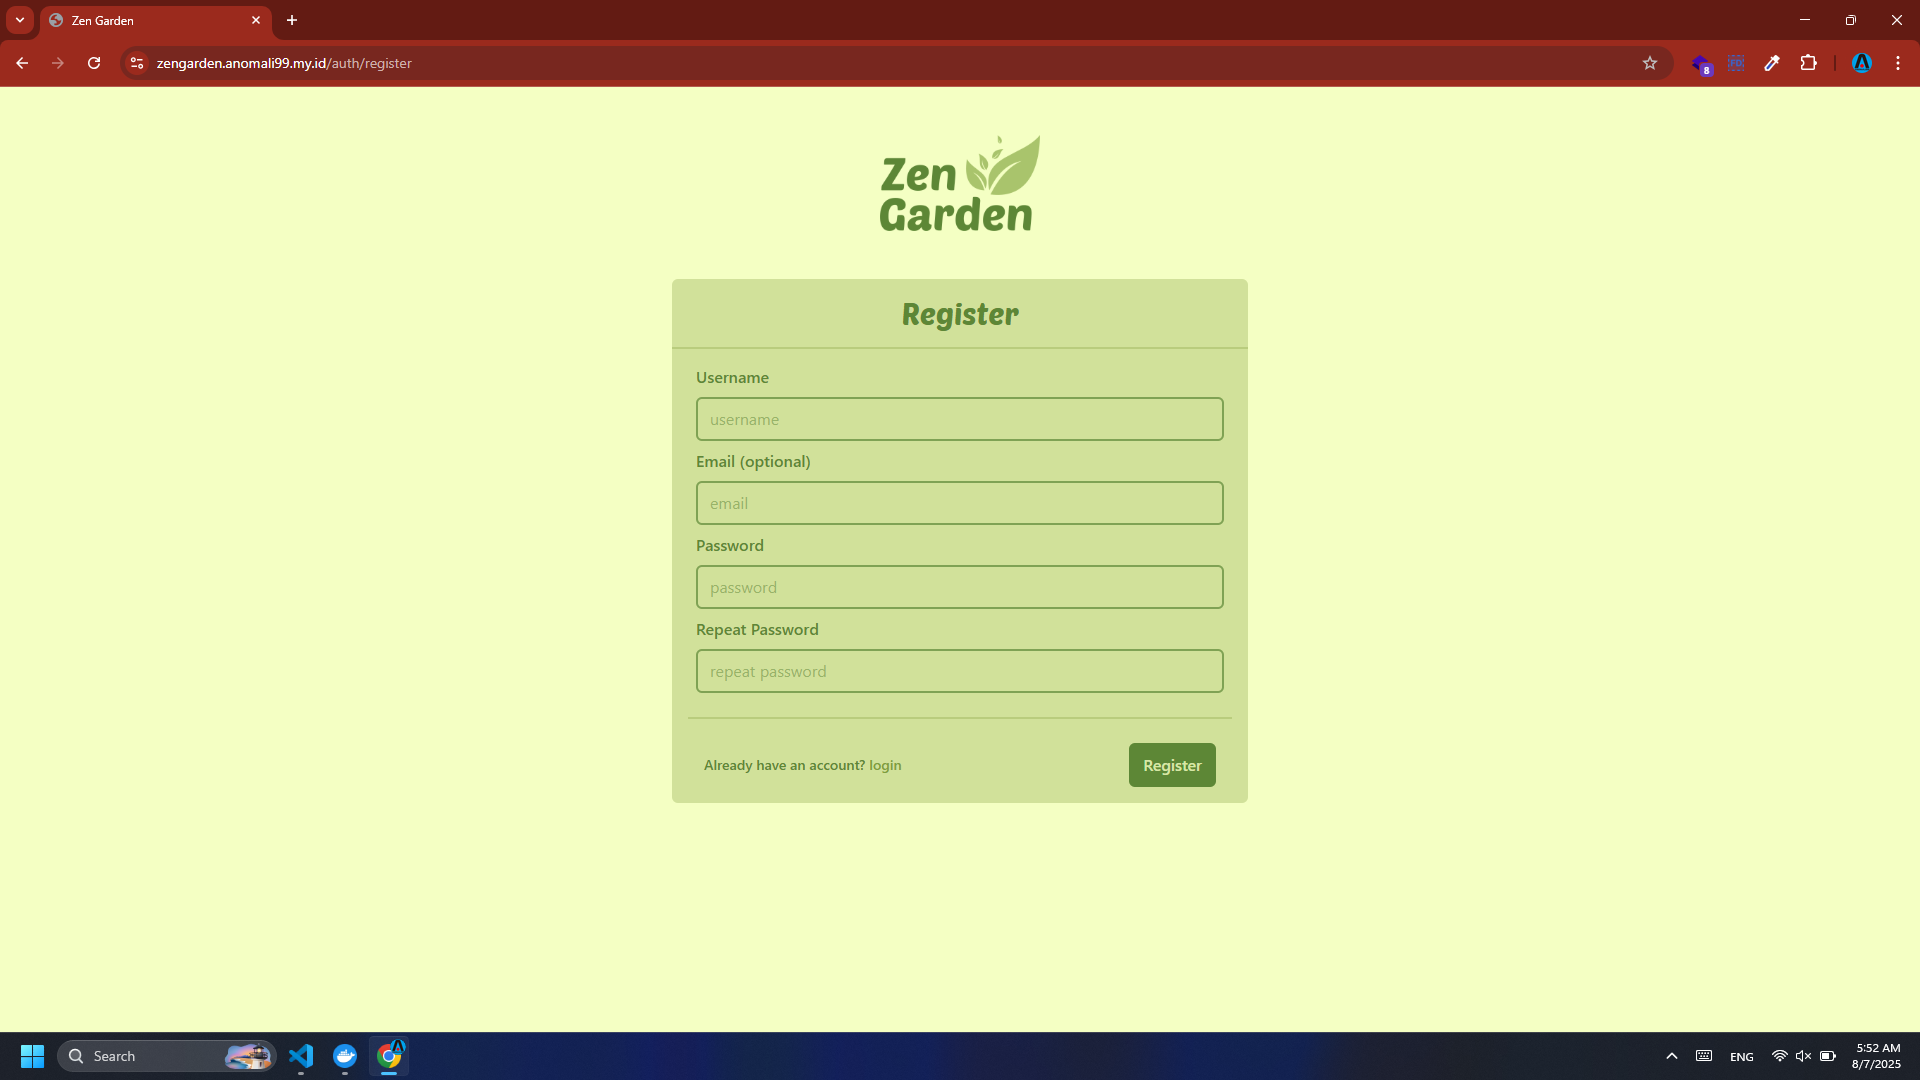 Zen Garden
zengarden.anomali99.my.id/auth/register
8
Zen
Garden
Register
Username
username
Email (optional)
email
Password
password
Repeat Password
repeat password
Already have an account? login
Register
Search
ENG
5:52 AM
8/7/2025